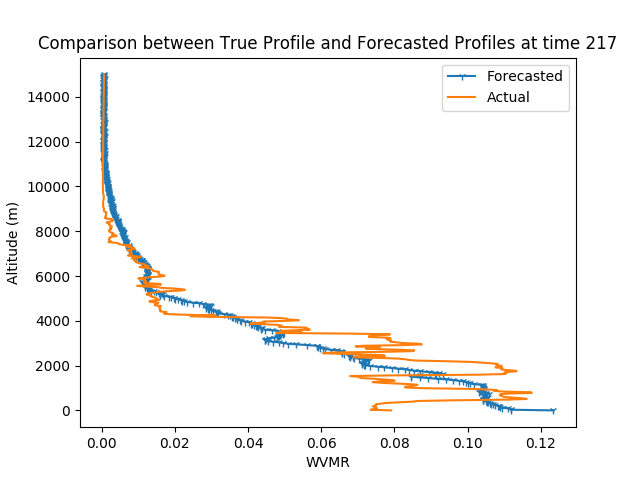 Comparison between True Profile and Forecasted Profiles at time 217
Forecasted
Actual
14000
12000
10000
8000
6000
4000
2000
0
Altitude (m)
0.00 0.02 0.04 0.06 0.08 0.10 0.12
WVMR